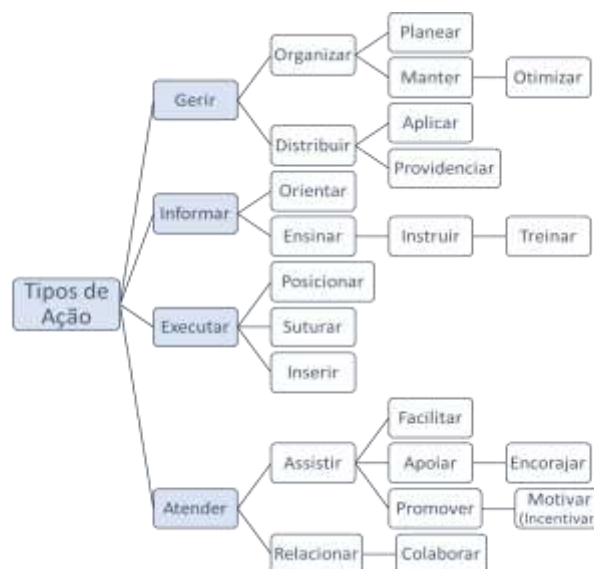 Tipos de
Ação
Gerir
Organizar
Planear
Manter
Otimizar
Distribuir
Aplicar
Providenciar
Informar
Orientar
Ensinar
Instruir
Treinar
Executar
Posicionar
Suturar
Inserir
Atender
Assistir
Facilitar
Apoiar
Encorajar
Promover
Motivar
(Incentivar
Relacionar
Colaborar